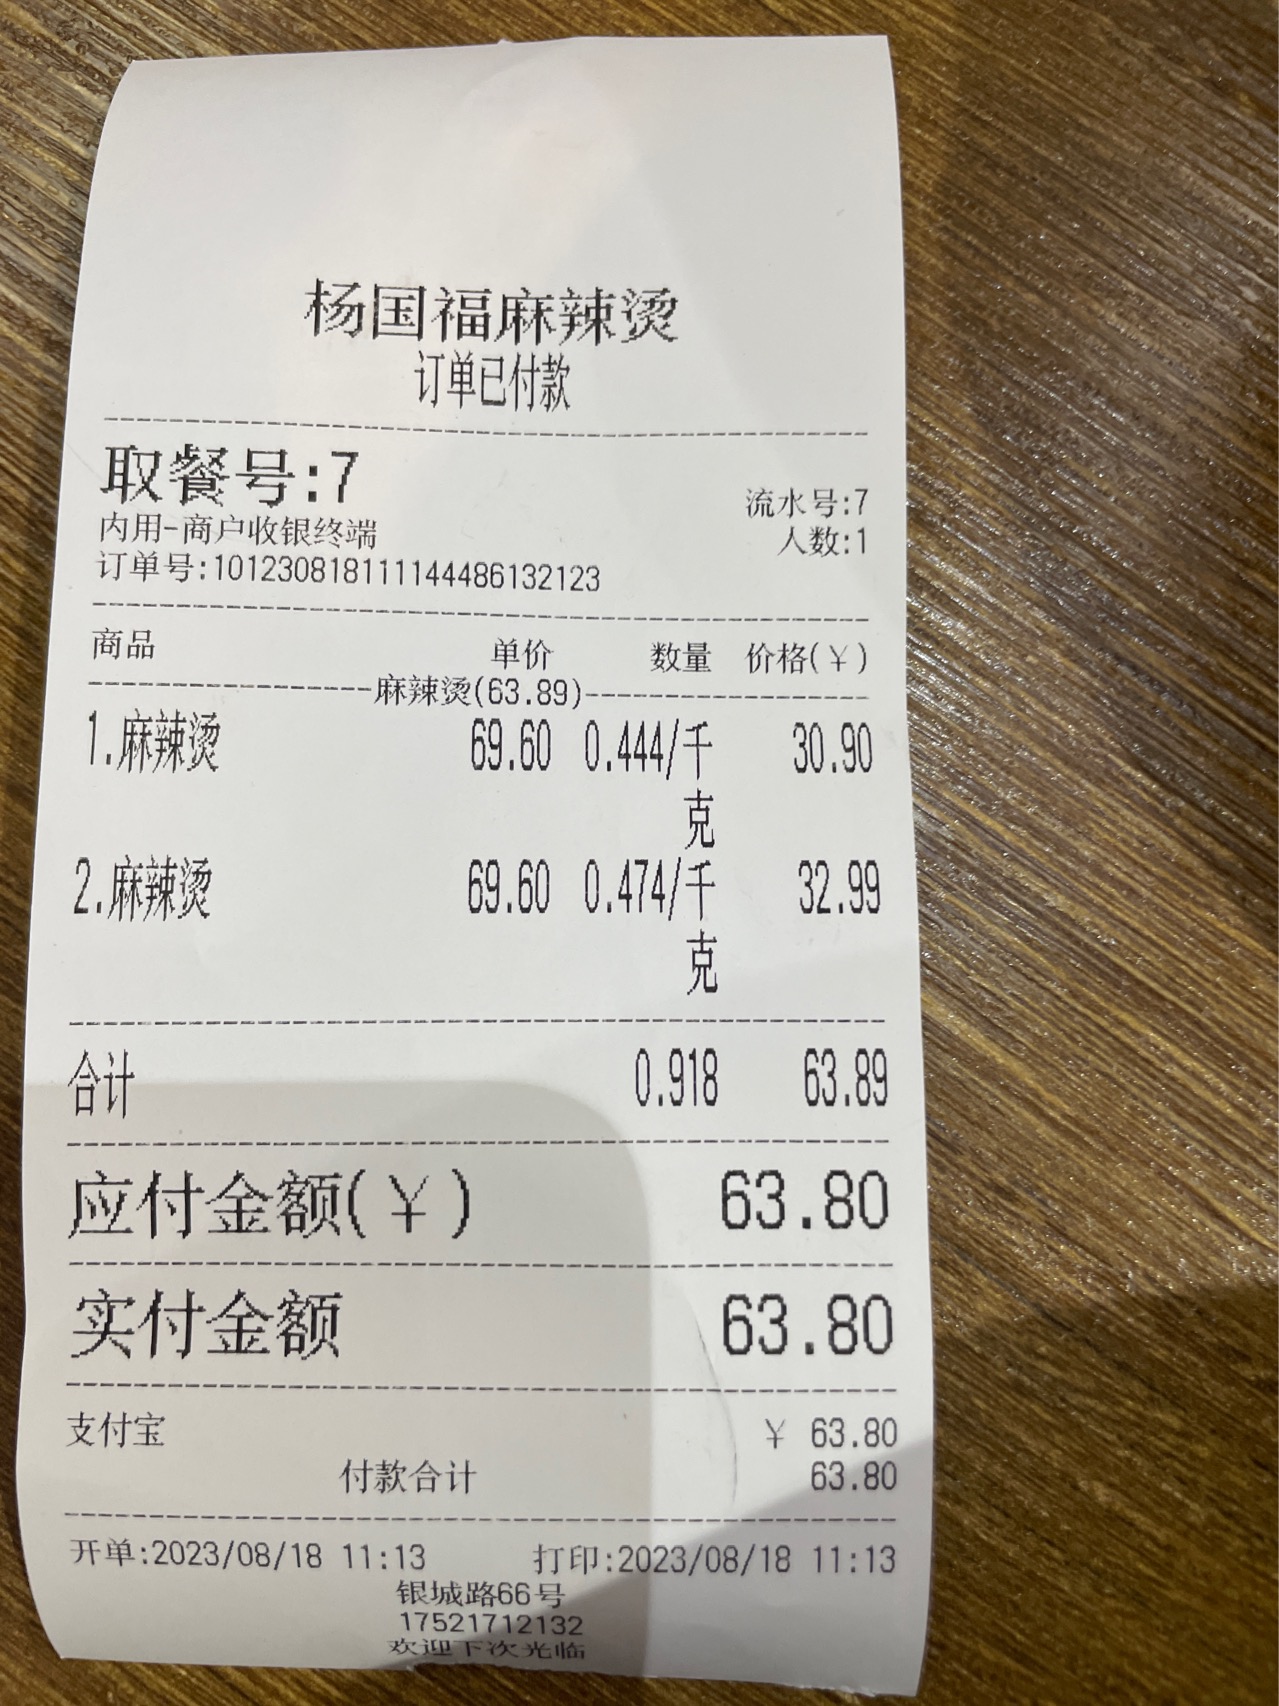 杨国福麻辣烫
订单已付款
取餐号:7
流水号:7
内用-商户收银终端
人数:1
订单号:101230818111144486132123
商品 单价 数量 价格(¥)
麻辣烫(63.89)
1.麻辣烫 69.60 0.444/千克 30.90
2.麻辣烫 69.60 0.474/千克 32.99
合计 0.918 63.89
应付金额(¥) 63.80
实付金额 63.80
支付宝 ¥ 63.80
付款合计 63.80
开单:2023/08/18 11:13 打印:2023/08/18 11:13
银城路66号
17521712132
欢迎下次光临